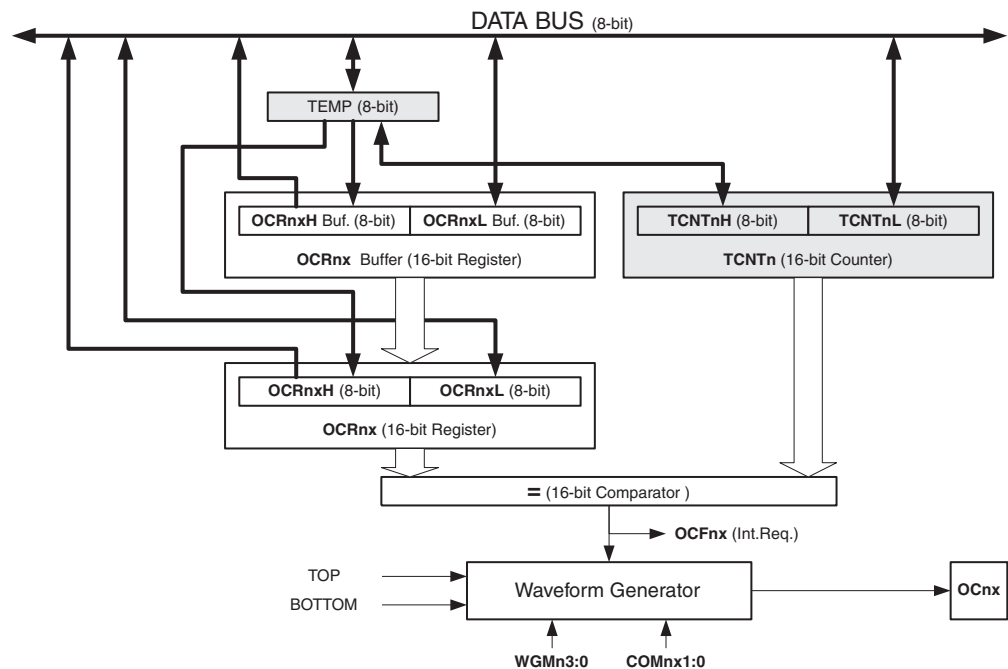 DATA BUS (8-bit)
TEMP (8-bit)
OCRnxH Buf. (8-bit) OCRnxL Buf. (8-bit)
OCRnx Buffer (16-bit Register)
TCNTnH (8-bit) TCNTnL (8-bit)
TCNTn (16-bit Counter)
OCRnxH (8-bit) OCRnxL (8-bit)
OCRnx (16-bit Register)
= (16-bit Comparator )
OCFnx (Int.Req.)
TOP
BOTTOM
Waveform Generator
OCnx
WGMn3:0 COMnx1:0